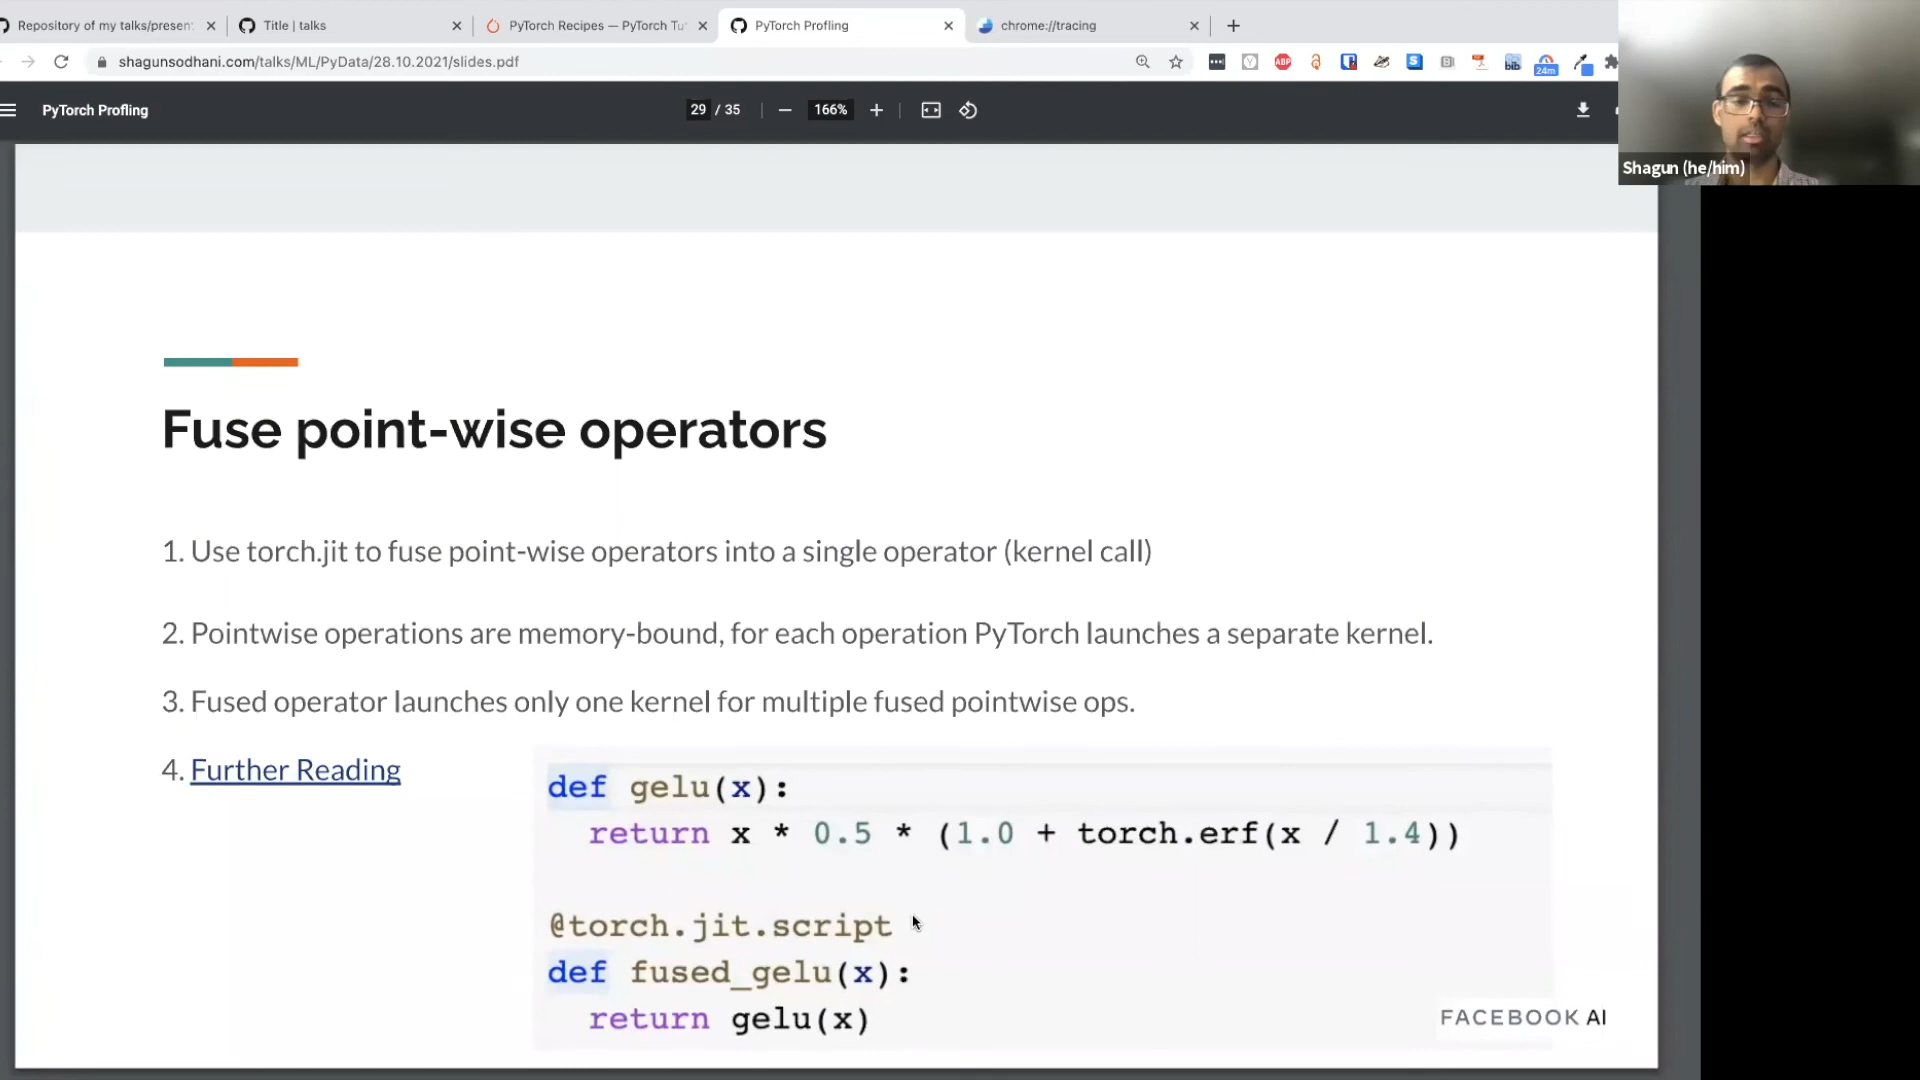 Repository of my talks/presen
Title | talks
PyTorch Recipes — PyTorch Tu
PyTorch Profling
chrome://tracing
shagunsodhani.com/talks/ML/PyData/28.10.2021/slides.pdf
ABP
bib
24m
PyTorch Profling
29 / 35
166%
Shagun (he/him)
Fuse point-wise operators
1. Use torch.jit to fuse point-wise operators into a single operator (kernel call)
2. Pointwise operations are memory-bound, for each operation PyTorch launches a separate kernel.
3. Fused operator launches only one kernel for multiple fused pointwise ops.
4. Further Reading
def gelu(x):
return x * 0.5 * (1.0 + torch.erf(x / 1.4))
@torch.jit.script
def fused_gelu(x):
return gelu(x)
FACEBOOK AI